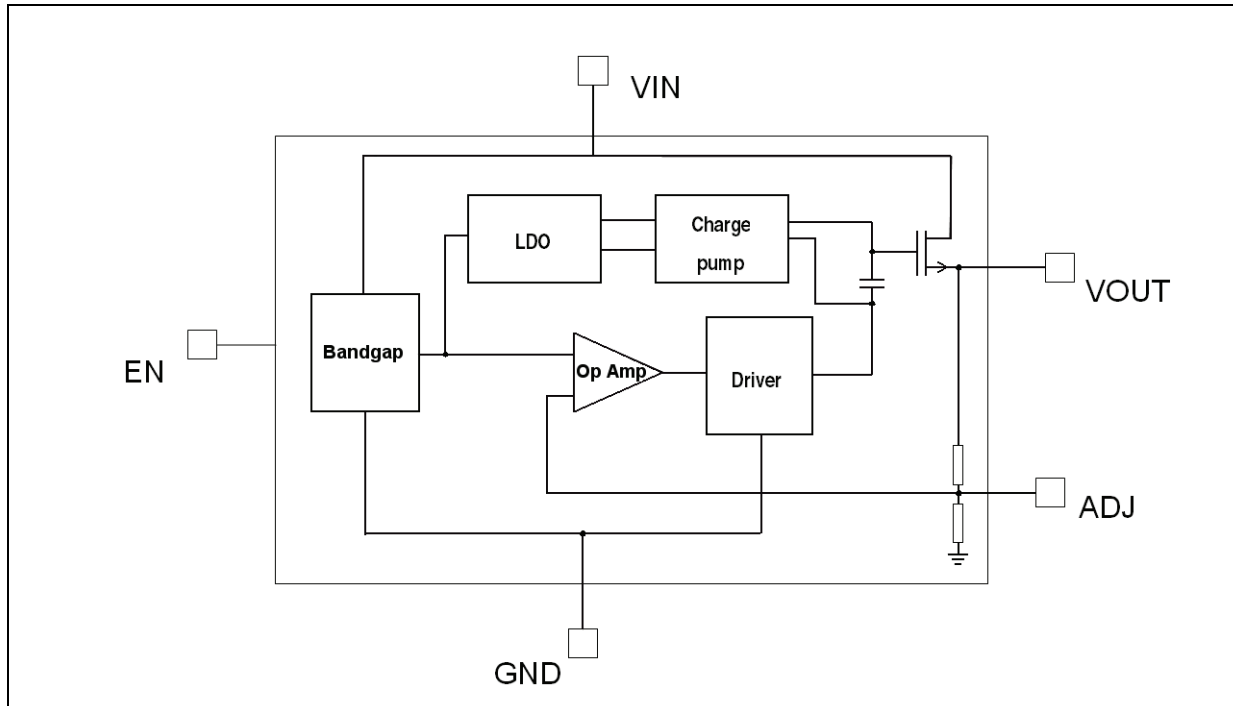 VIN
LDO
Charge
pump
VOUT
EN
Bandgap
Op Amp
Driver
ADJ
GND